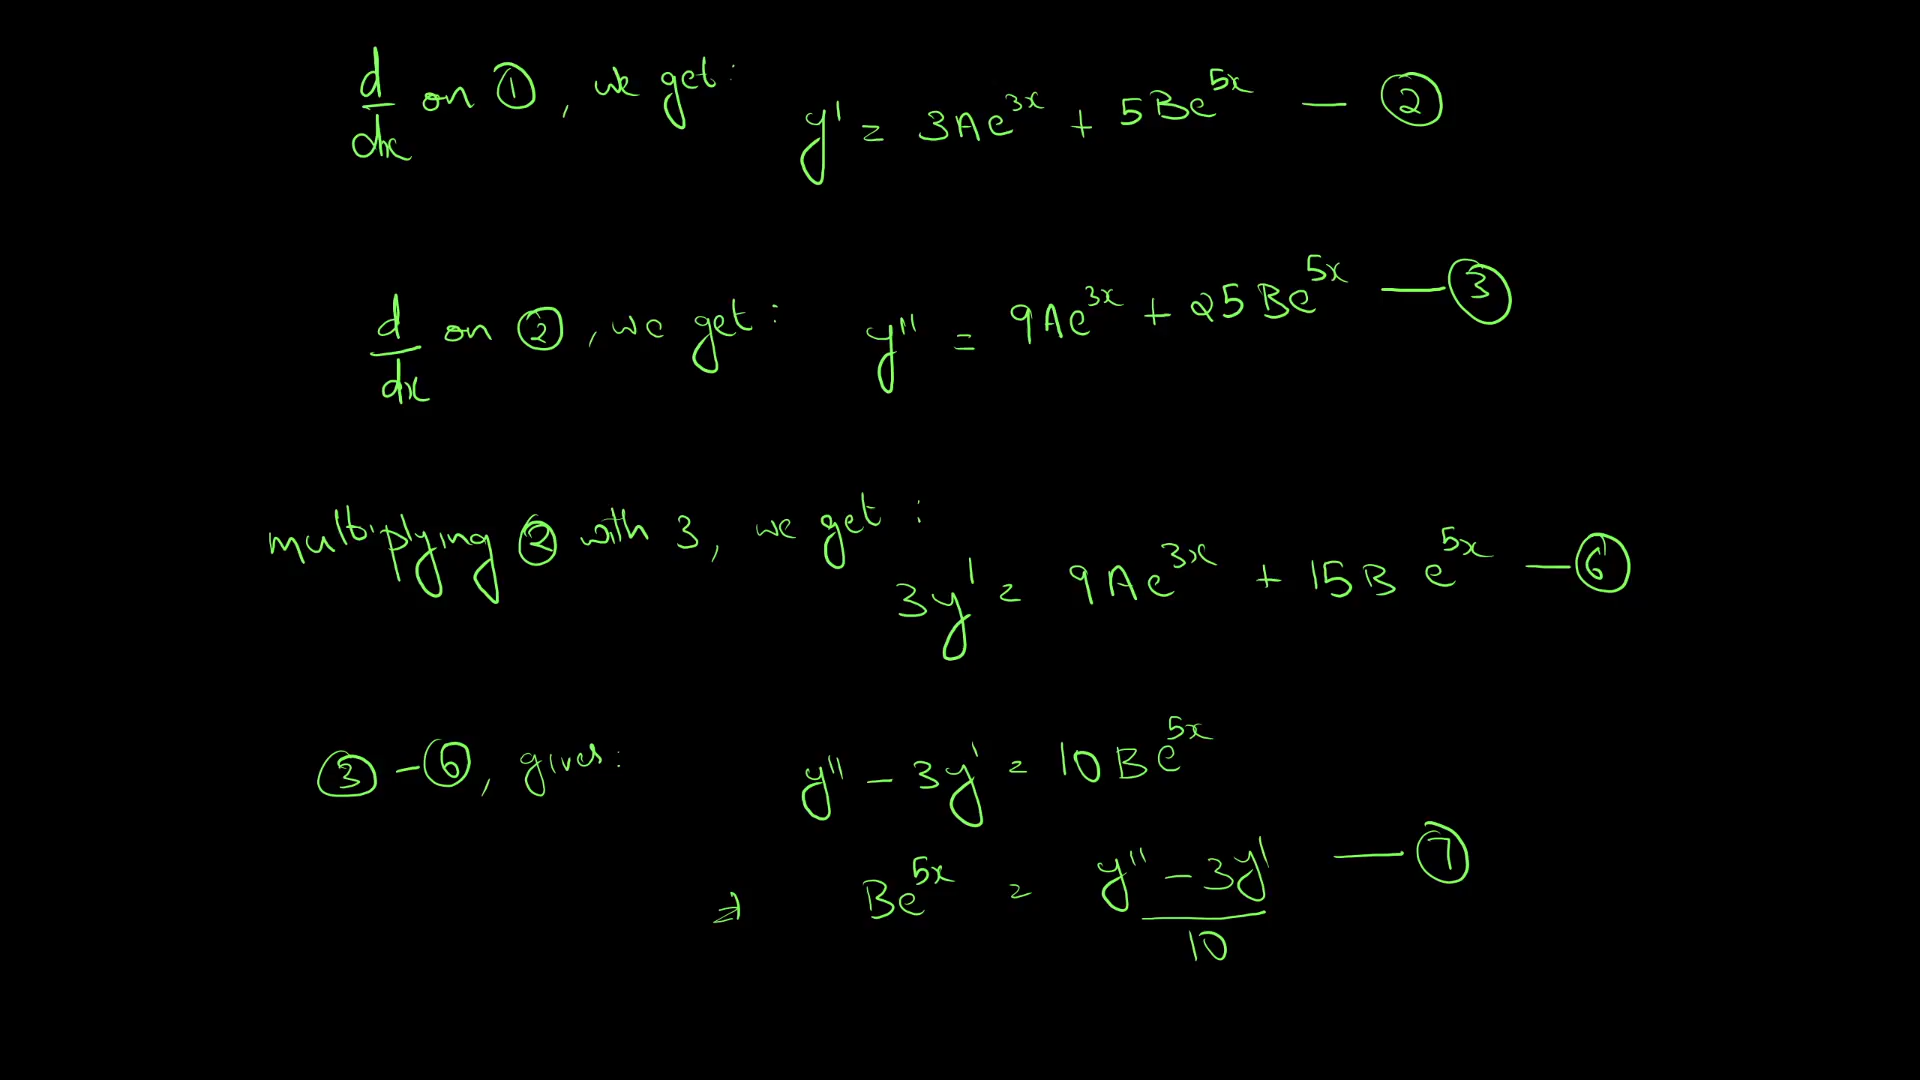 d/dx on ①, we get:
y' = 3Ae^{3x} + 5Be^{5x} — ②
d/dx on ②, we get: y'' = 9Ae^{3x} + 25Be^{5x} — ③
multiplying ② with 3, we get:
3y' = 9Ae^{3x} + 15B e^{5x} — ⑥
③ - ⑥, gives: y'' - 3y' = 10Be^{5x}
⇒ Be^{5x} = (y'' - 3y')/10 — ⑦